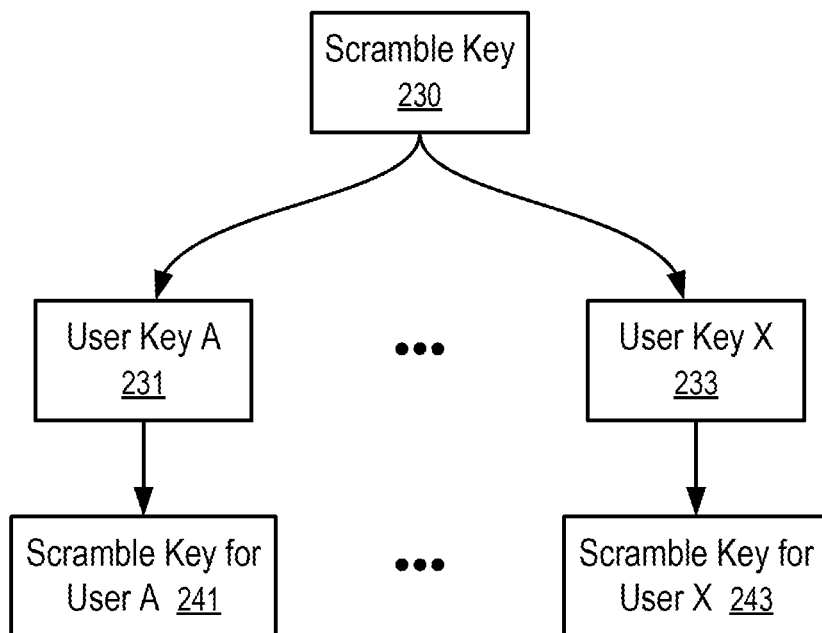 Scramble Key
230
User Key A
231
•••
User Key X
233
Scramble Key for
User A 241
•••
Scramble Key for
User X 243